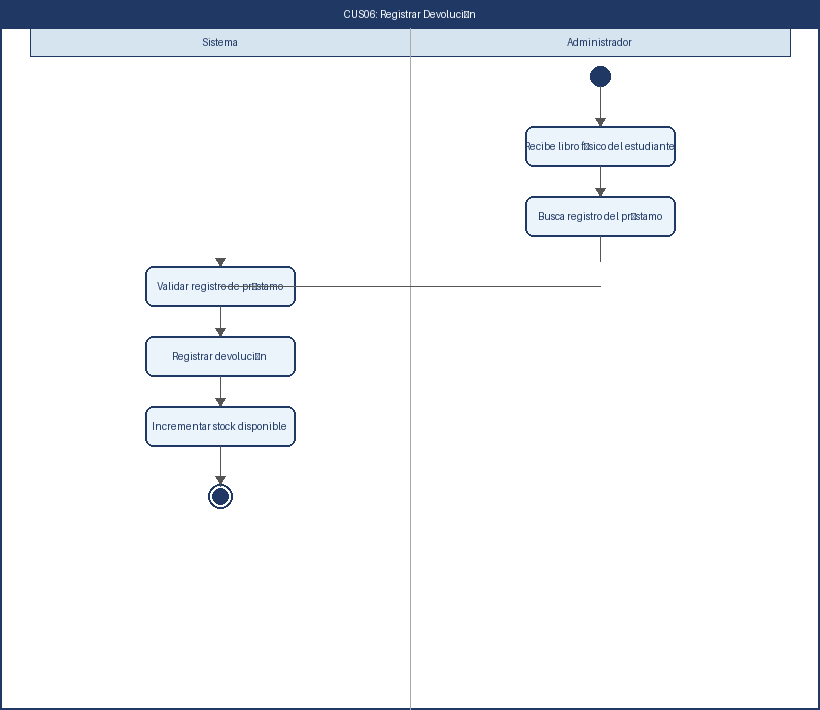 CUS06: Registrar Devoluci▯n
Sistema
Administrador
Recibe libro f▯sico del estudiante
Busca registro del pr▯stamo
Validar registro de pr▯stamo
Registrar devoluci▯n
Incrementar stock disponible